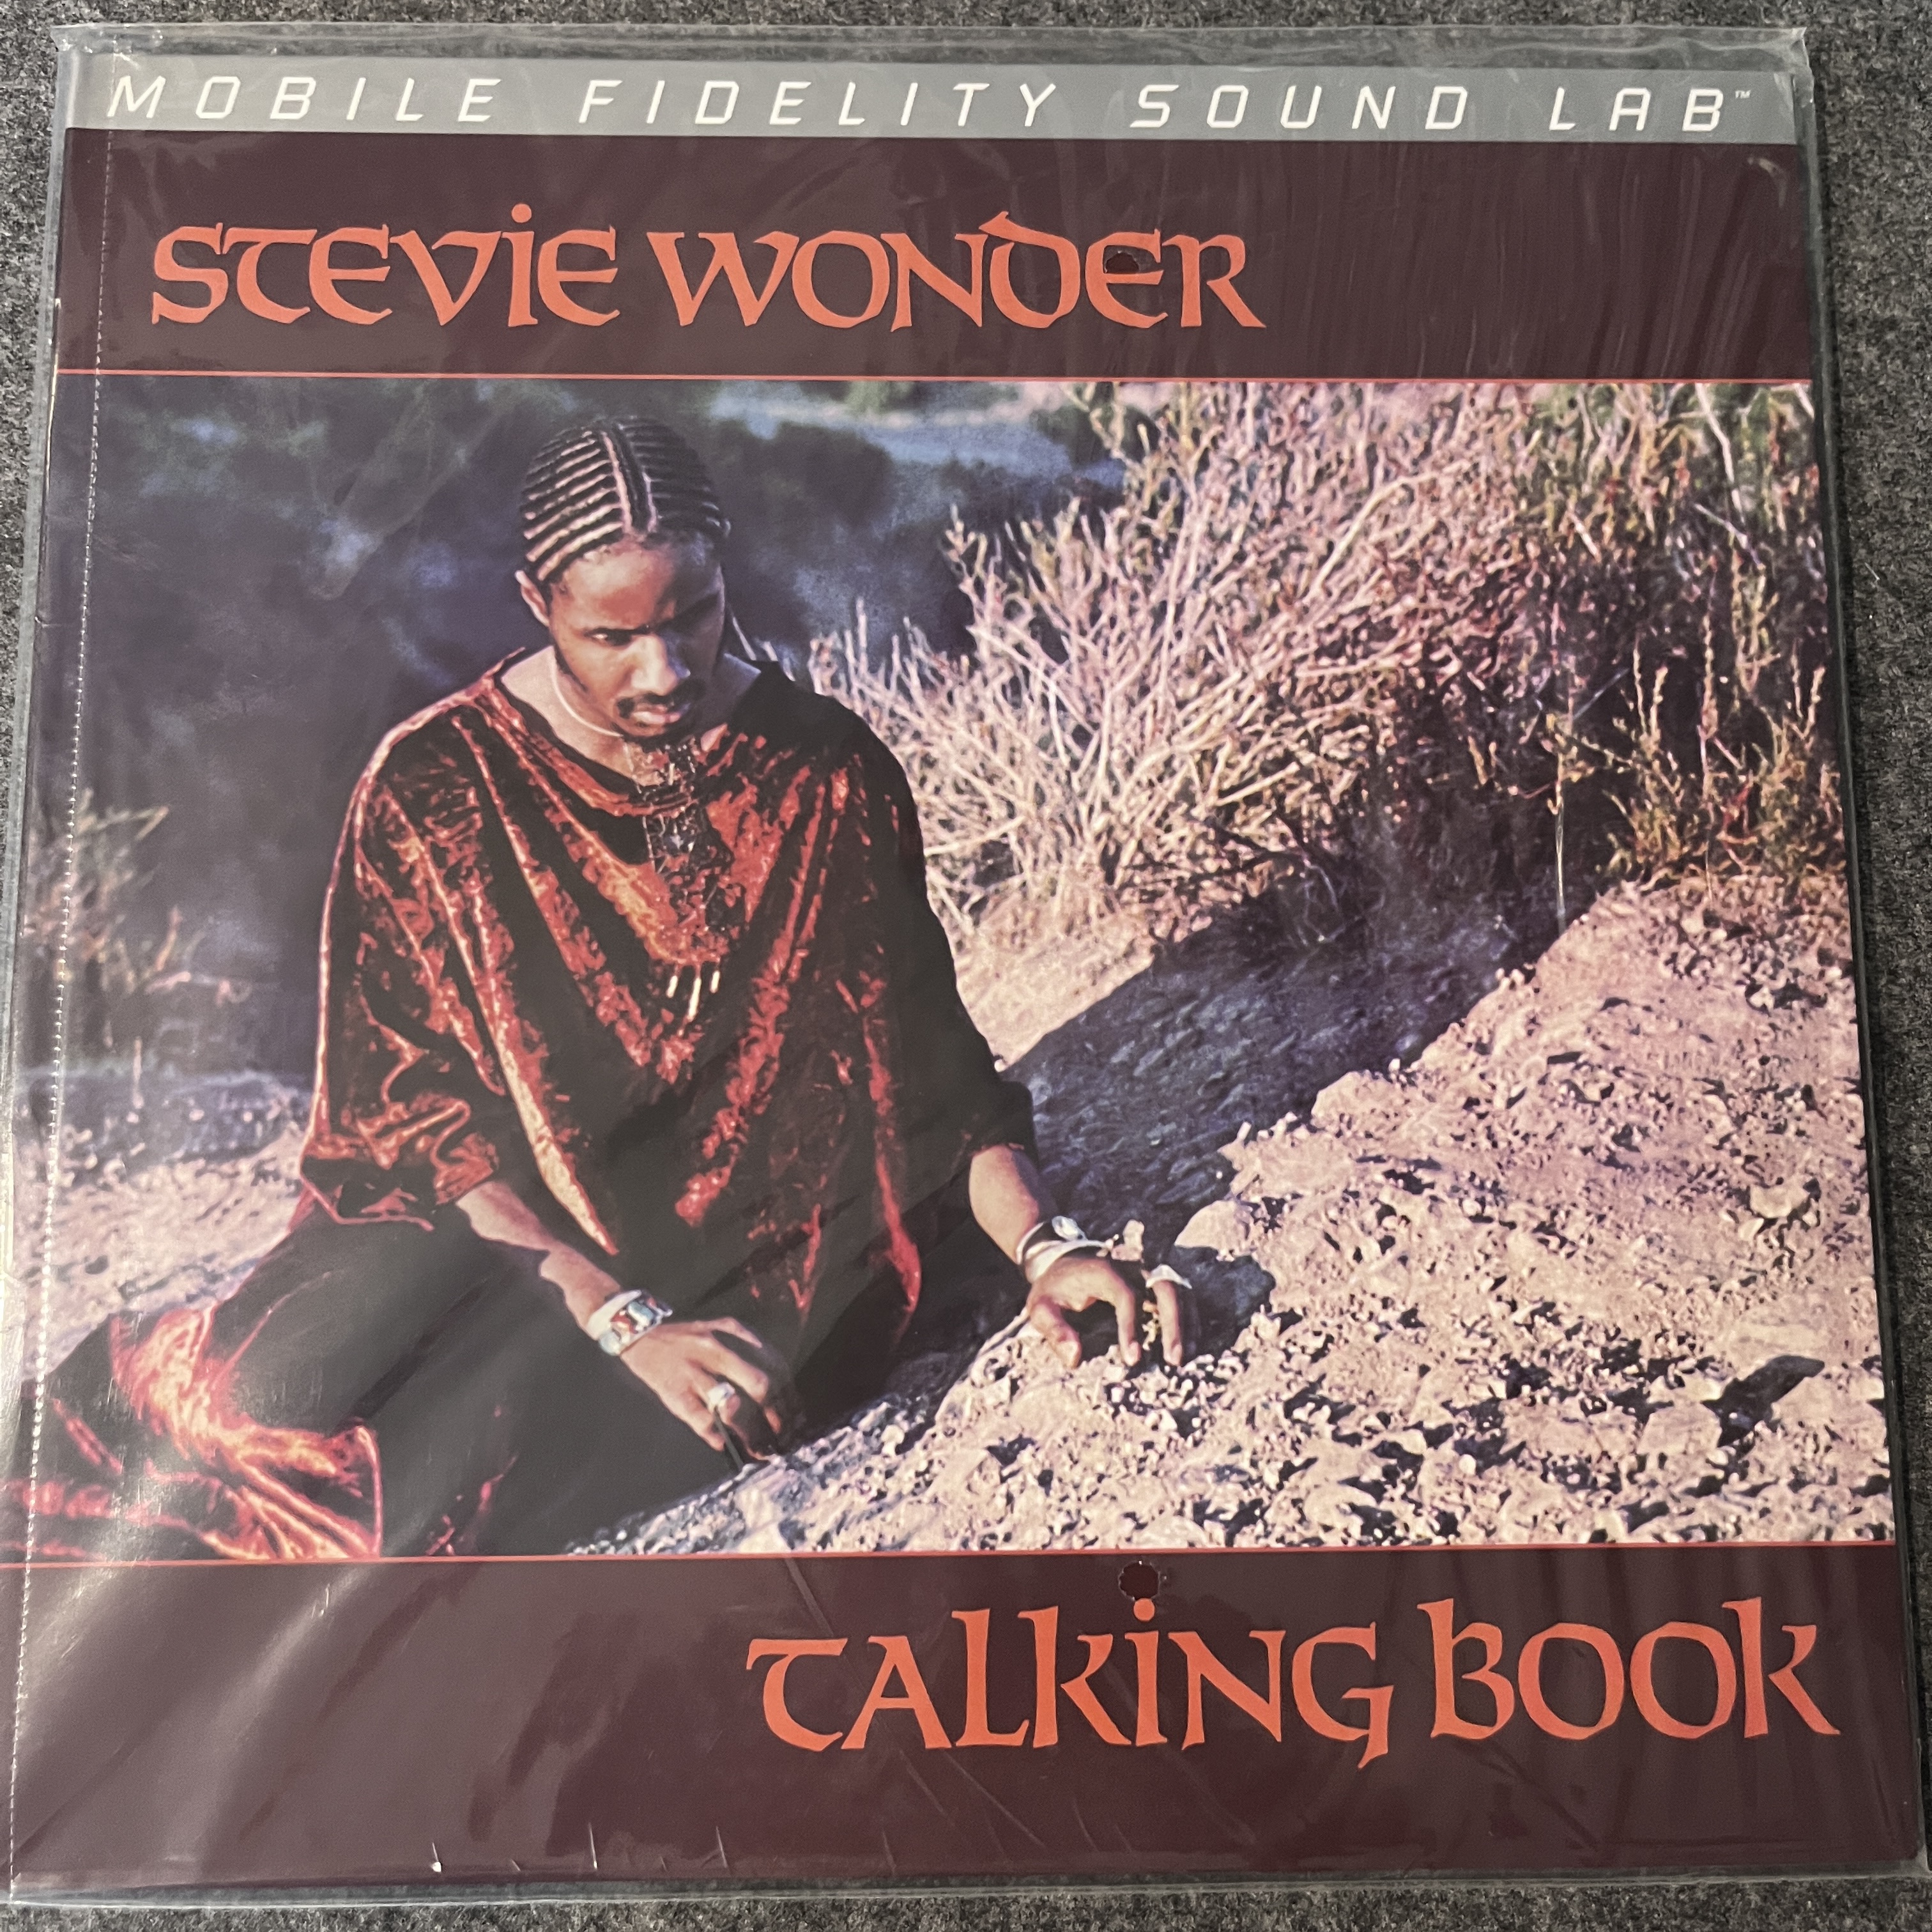 MOBILE FIDELITY SOUND LAB™
STEVIE WONDER
TALKING BOOK